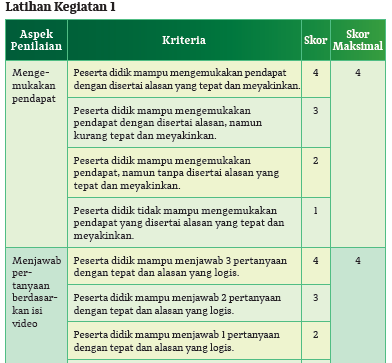 Latihan Kegiatan 1
Aspek
Penilaian
Kriteria
Skor
Skor
Maksimal
Menge-
mukakan
pendapat
Peserta didik mampu mengemukakan pendapat
dengan disertai alasan yang tepat dan meyakinkan.
4
4
Peserta didik mampu mengemukakan
pendapat dengan disertai alasan, namun
kurang tepat dan meyakinkan.
3
Peserta didik mampu mengemukakan
pendapat, namun tanpa disertai alasan yang
tepat dan meyakinkan.
2
Peserta didik tidak mampu mengemukakan
pendapat yang disertai alasan yang tepat dan
meyakinkan.
1
Menjawab
per-
tanyaan
berdasar-
kan isi
video
Peserta didik mampu menjawab 3 pertanyaan
dengan tepat dan alasan yang logis.
4
4
Peserta didik mampu menjawab 2 pertanyaan
dengan tepat dan alasan yang logis.
3
Peserta didik mampu menjawab 1 pertanyaan
dengan tepat dan alasan yang logis.
2